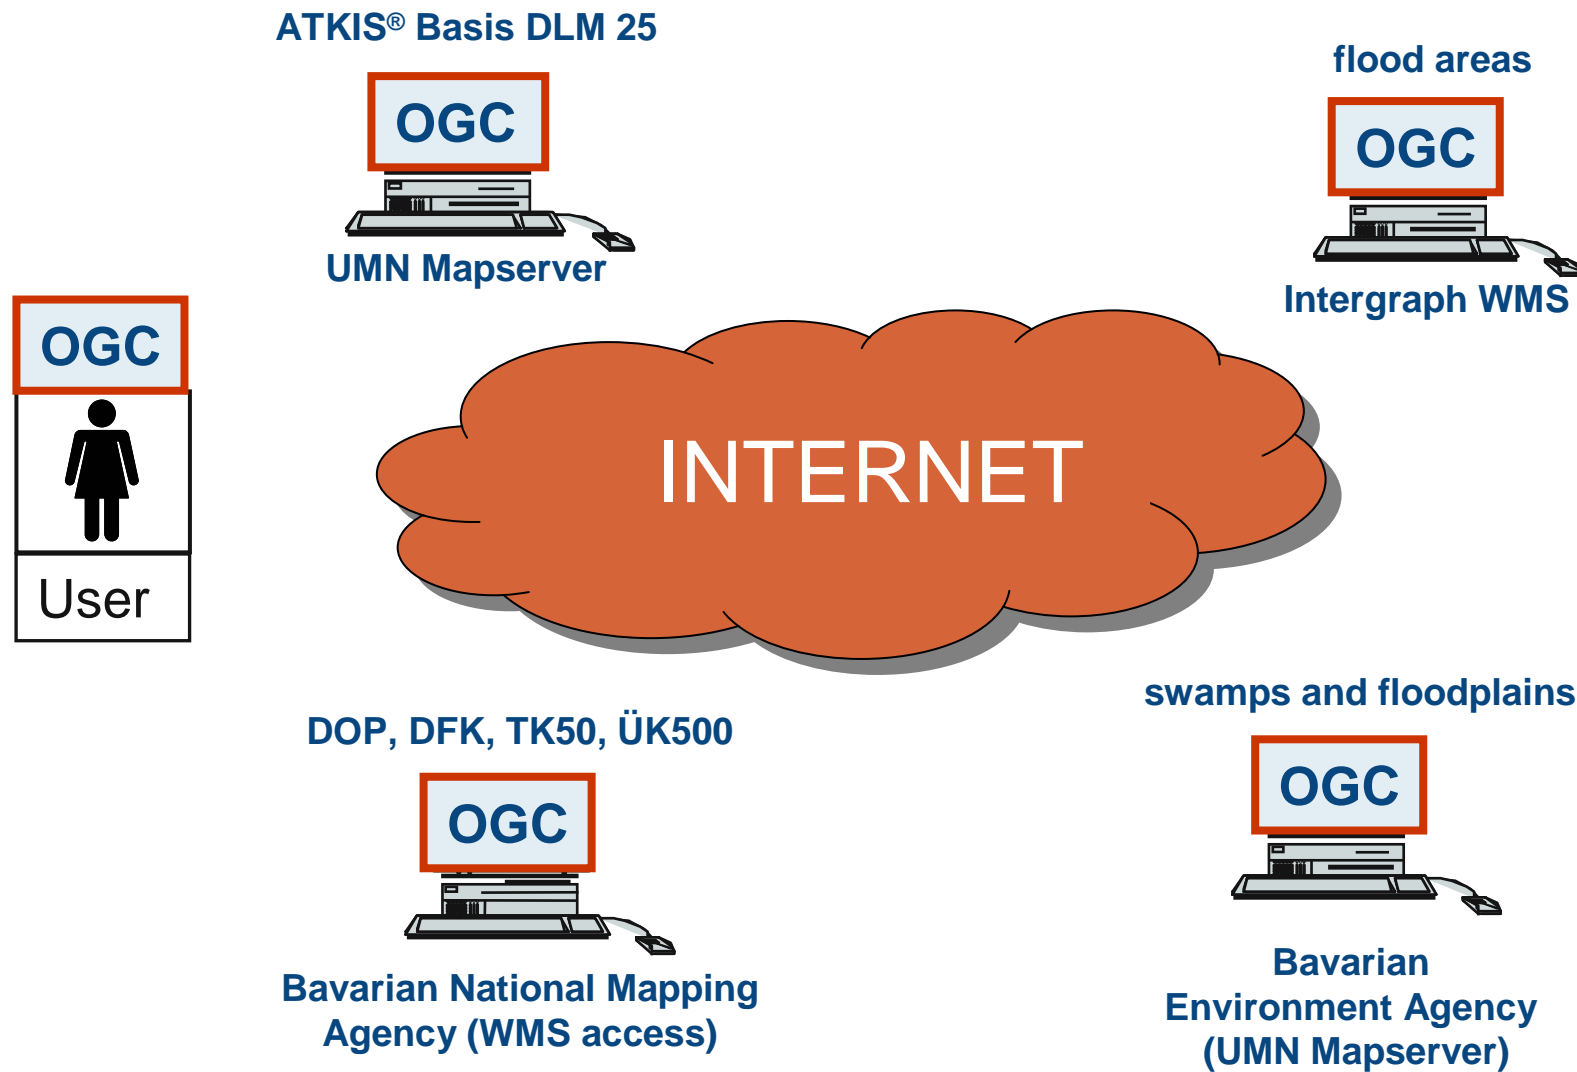 ATKIS® Basis DLM 25
OGC
UMN Mapserver
flood areas
OGC
Intergraph WMS
OGC
User
INTERNET
DOP, DFK, TK50, ÜK500
OGC
Bavarian National Mapping
Agency (WMS access)
swamps and floodplains
OGC
Bavarian
Environment Agency
(UMN Mapserver)